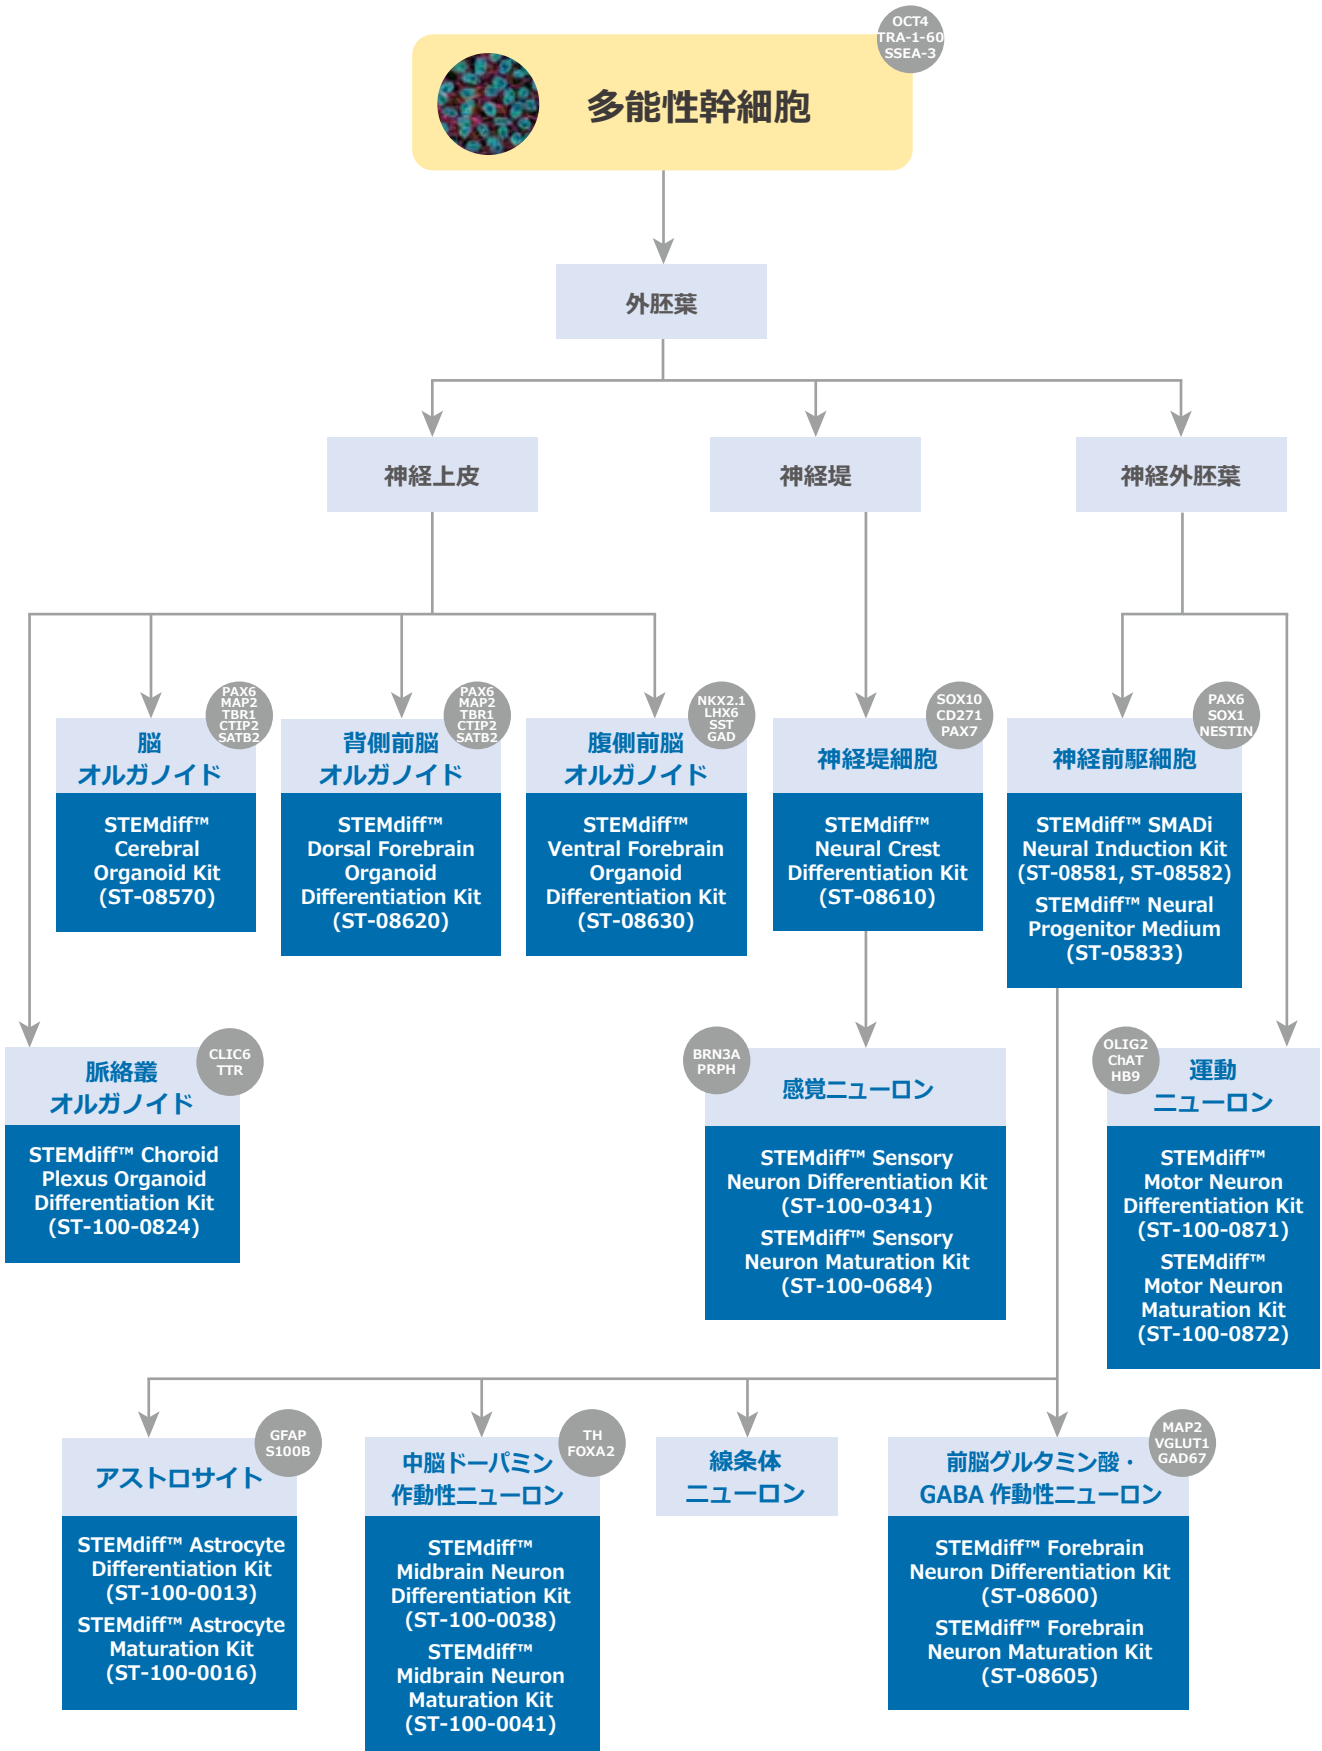 OCT4
TRA-1-60
SSEA-3
多能性幹細胞
外胚葉
神経上皮
神経堤
神経外胚葉
PAX6
MAP2
TBR1
CTIP2
SATB2
脳
オルガノイド
STEMdiff™
Cerebral
Organoid Kit
(ST-08570)
PAX6
MAP2
TBR1
CTIP2
SATB2
背側前脳
オルガノイド
STEMdiff™
Dorsal Forebrain
Organoid
Differentiation Kit
(ST-08620)
NKX2.1
LHX6
SST
GAD
腹側前脳
オルガノイド
STEMdiff™
Ventral Forebrain
Organoid
Differentiation Kit
(ST-08630)
SOX10
CD271
PAX7
神経堤細胞
STEMdiff™
Neural Crest
Differentiation Kit
(ST-08610)
PAX6
SOX1
NESTIN
神経前駆細胞
STEMdiff™ SMADi
Neural Induction Kit
(ST-08581, ST-08582)
STEMdiff™ Neural
Progenitor Medium
(ST-05833)
CLIC6
TTR
脈絡叢
オルガノイド
STEMdiff™ Choroid
Plexus Organoid
Differentiation Kit
(ST-100-0824)
BRN3A
PRPH
感覚ニューロン
STEMdiff™ Sensory
Neuron Differentiation Kit
(ST-100-0341)
STEMdiff™ Sensory
Neuron Maturation Kit
(ST-100-0684)
OLIG2
ChAT
HB9
運動
ニューロン
STEMdiff™
Motor Neuron
Differentiation Kit
(ST-100-0871)
STEMdiff™
Motor Neuron
Maturation Kit
(ST-100-0872)
GFAP
S100B
アストロサイト
STEMdiff™ Astrocyte
Differentiation Kit
(ST-100-0013)
STEMdiff™ Astrocyte
Maturation Kit
(ST-100-0016)
TH
FOXA2
中脳ドーパミン
作動性ニューロン
STEMdiff™
Midbrain Neuron
Differentiation Kit
(ST-100-0038)
STEMdiff™
Midbrain Neuron
Maturation Kit
(ST-100-0041)
線条体
ニューロン
MAP2
VGLUT1
GAD67
前脳グルタミン酸・
GABA 作動性ニューロン
STEMdiff™ Forebrain
Neuron Differentiation Kit
(ST-08600)
STEMdiff™ Forebrain
Neuron Maturation Kit
(ST-08605)